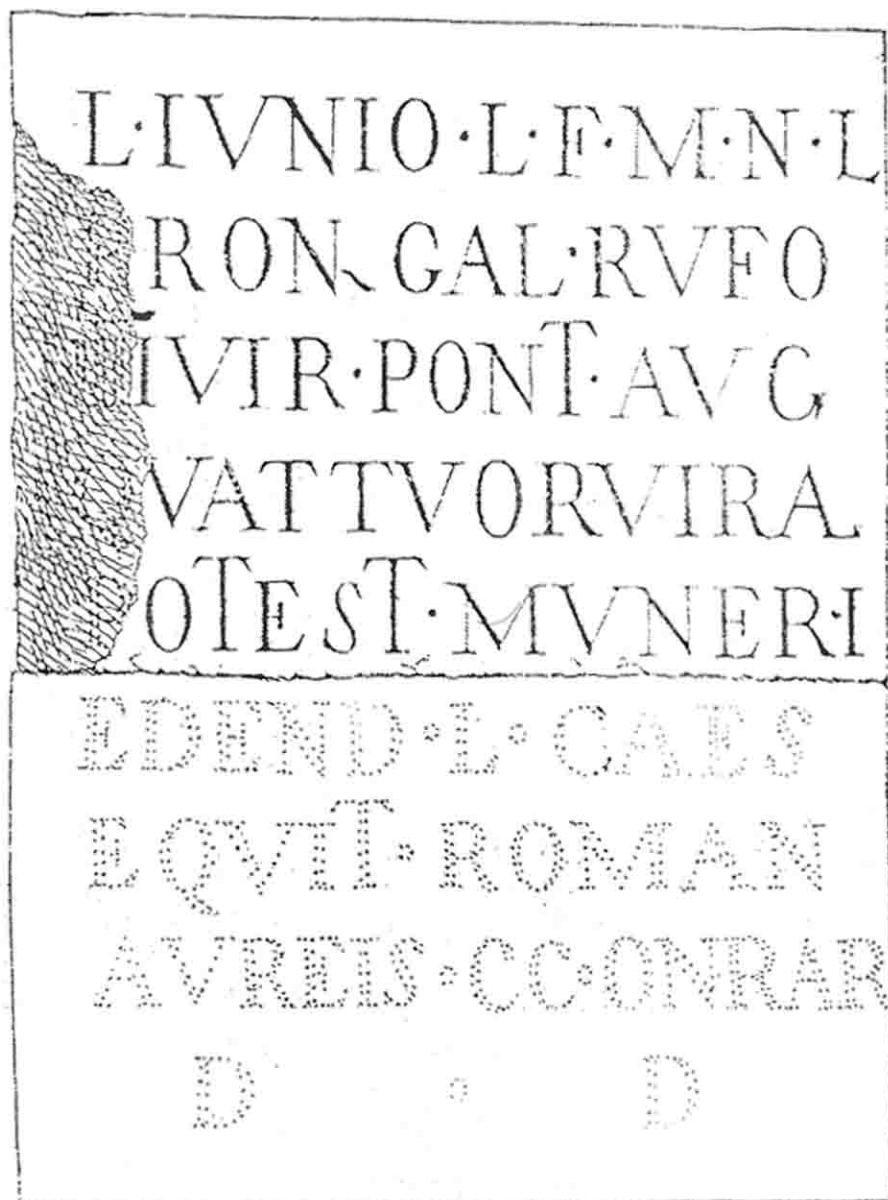 L·IVNIO·L·F·M·N·L
RON GAL·RVFO
IVIR·PONT·AVG
VATTVORVIRA
OTEST·MVNERI
EDEND·L·CAES
EQVIT·ROMAN
AVREIS·CC·ONRAR
D · D